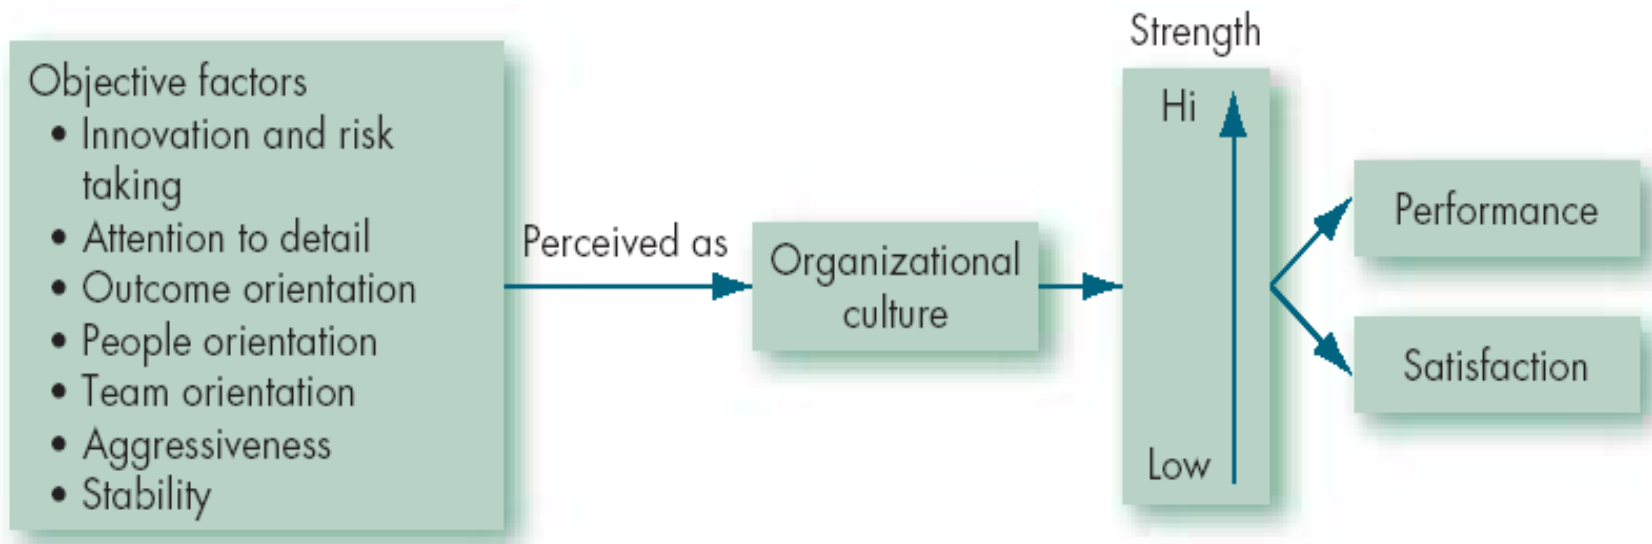 Objective factors
• Innovation and risk
taking
• Attention to detail
• Outcome orientation
• People orientation
• Team orientation
• Aggressiveness
• Stability
Perceived as
Organizational
culture
Strength
Hi
Low
Performance
Satisfaction